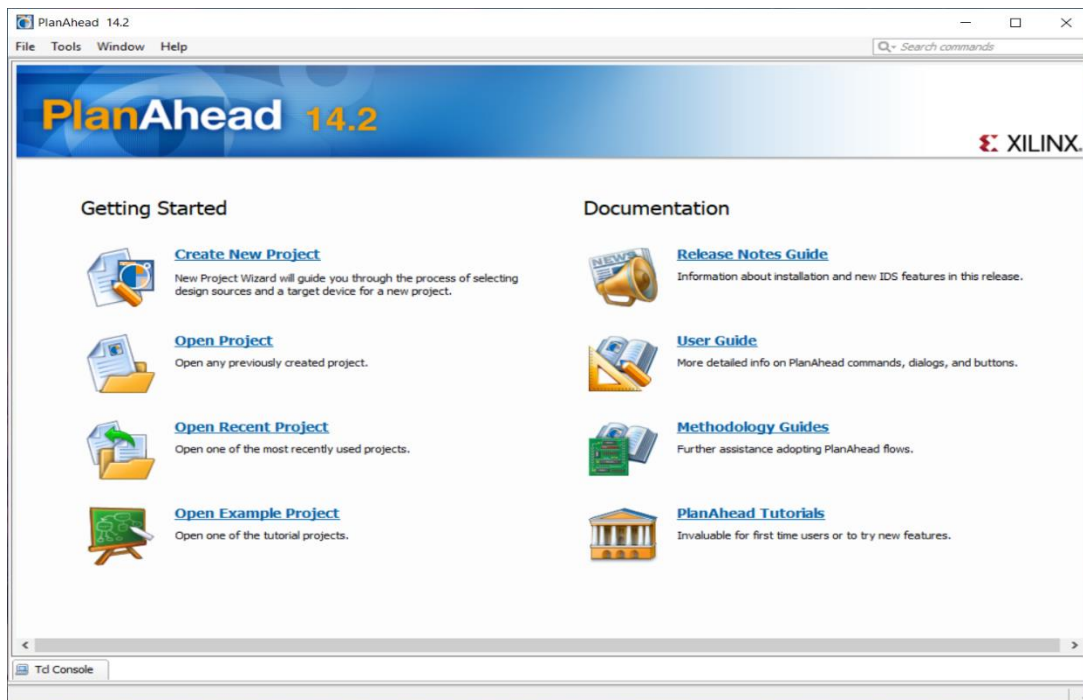 PlanAhead 14.2
File Tools Window Help
Search commands
PlanAhead 14.2
XILINX
Getting Started
Create New Project
New Project Wizard will guide you through the process of selecting
design sources and a target device for a new project.
Open Project
Open any previously created project.
Open Recent Project
Open one of the most recently used projects.
Open Example Project
Open one of the tutorial projects.
Documentation
NEWS
Release Notes Guide
Information about installation and new IDS features in this release.
User Guide
More detailed info on PlanAhead commands, dialogs, and buttons.
Methodology Guides
Further assistance adopting PlanAhead flows.
PlanAhead Tutorials
Invaluable for first time users or to try new features.
Tcl Console